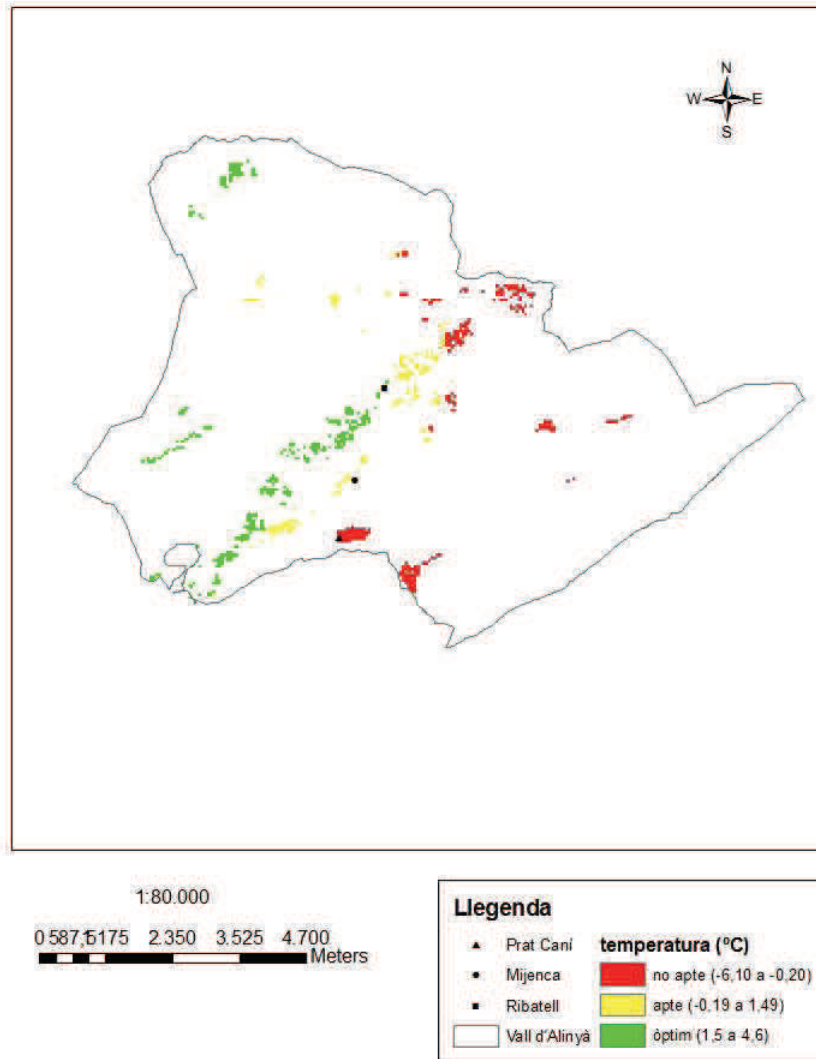 N
W E
S
1:80.000
0 587,5 1.175 2.350 3.525 4.700
Meters
Llegenda
Prat Caní
Mijenca
Ribatell
Vall d'Alinyà
temperatura (ºC)
no apte (-6,10 a -0,20)
apte (-0,19 a 1,49)
òptim (1,5 a 4,6)